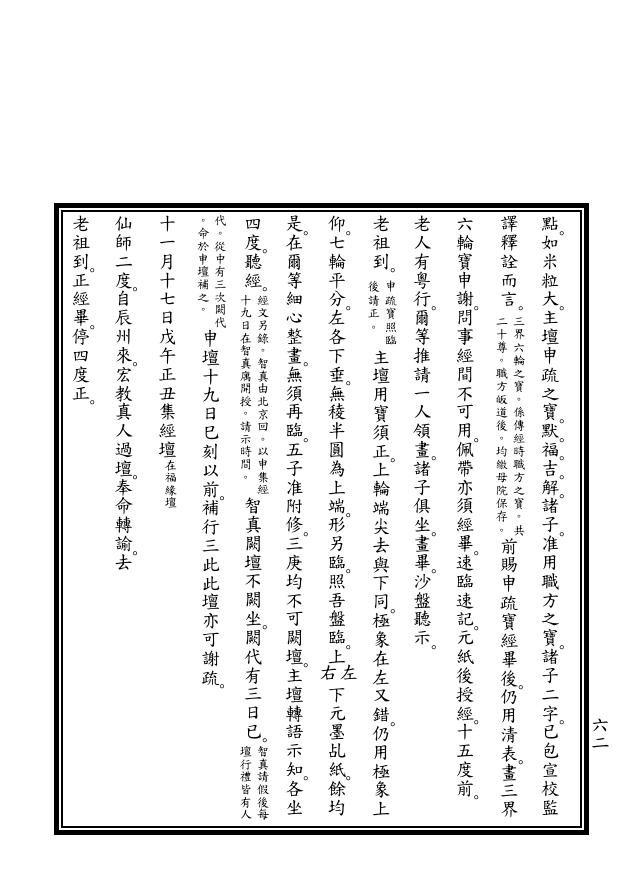 點。如米粒大。主壇申疏之寶。默。福。吉。解。諸子。准用職方之寶。諸子二字。已包宣校監
譯釋詮而言。三界六輪之寶。係傳經時職方之寶。共二十尊。職方皈道後。均繳母院保存。前賜申疏寶經畢後。仍用清表。畫三界
六輪寶申謝。問事經間不可用。佩帶亦須經畢。速臨速記。元紙後授經。十五度前。
老人有粵行。爾等推請一人領畫。諸子俱坐。畫畢。沙盤聽示。
老祖到。申疏寶照臨後請正。主壇用寶須正。上輪端尖去與下同。極象在左又錯。仍用極象上
仰。七輪平分。左各下垂。無稜半圓為上端。形另臨。照吾盤臨。上左右下元墨乩紙。餘均
是。在爾等細心整畫。無須再臨。五子准附修。三庚均不可闕壇。主壇轉語示知。各坐
四度。聽經。經文另錄。智真由北京回。以申集經十九日在智真寓開授。請示時間。智真闕壇不闕坐。闕代有三日已。智真請假後每壇行禮皆有人
代。從中有三次闕代。命於申壇補之。申壇十九日巳刻以前。補行三此此壇亦可謝疏。
十一月十七日戊午正丑集經壇在福緣壇
仙師二度。自辰州來。宏教真人過壇。奉命轉諭。去
老祖到。正經畢。停四度正。
六二